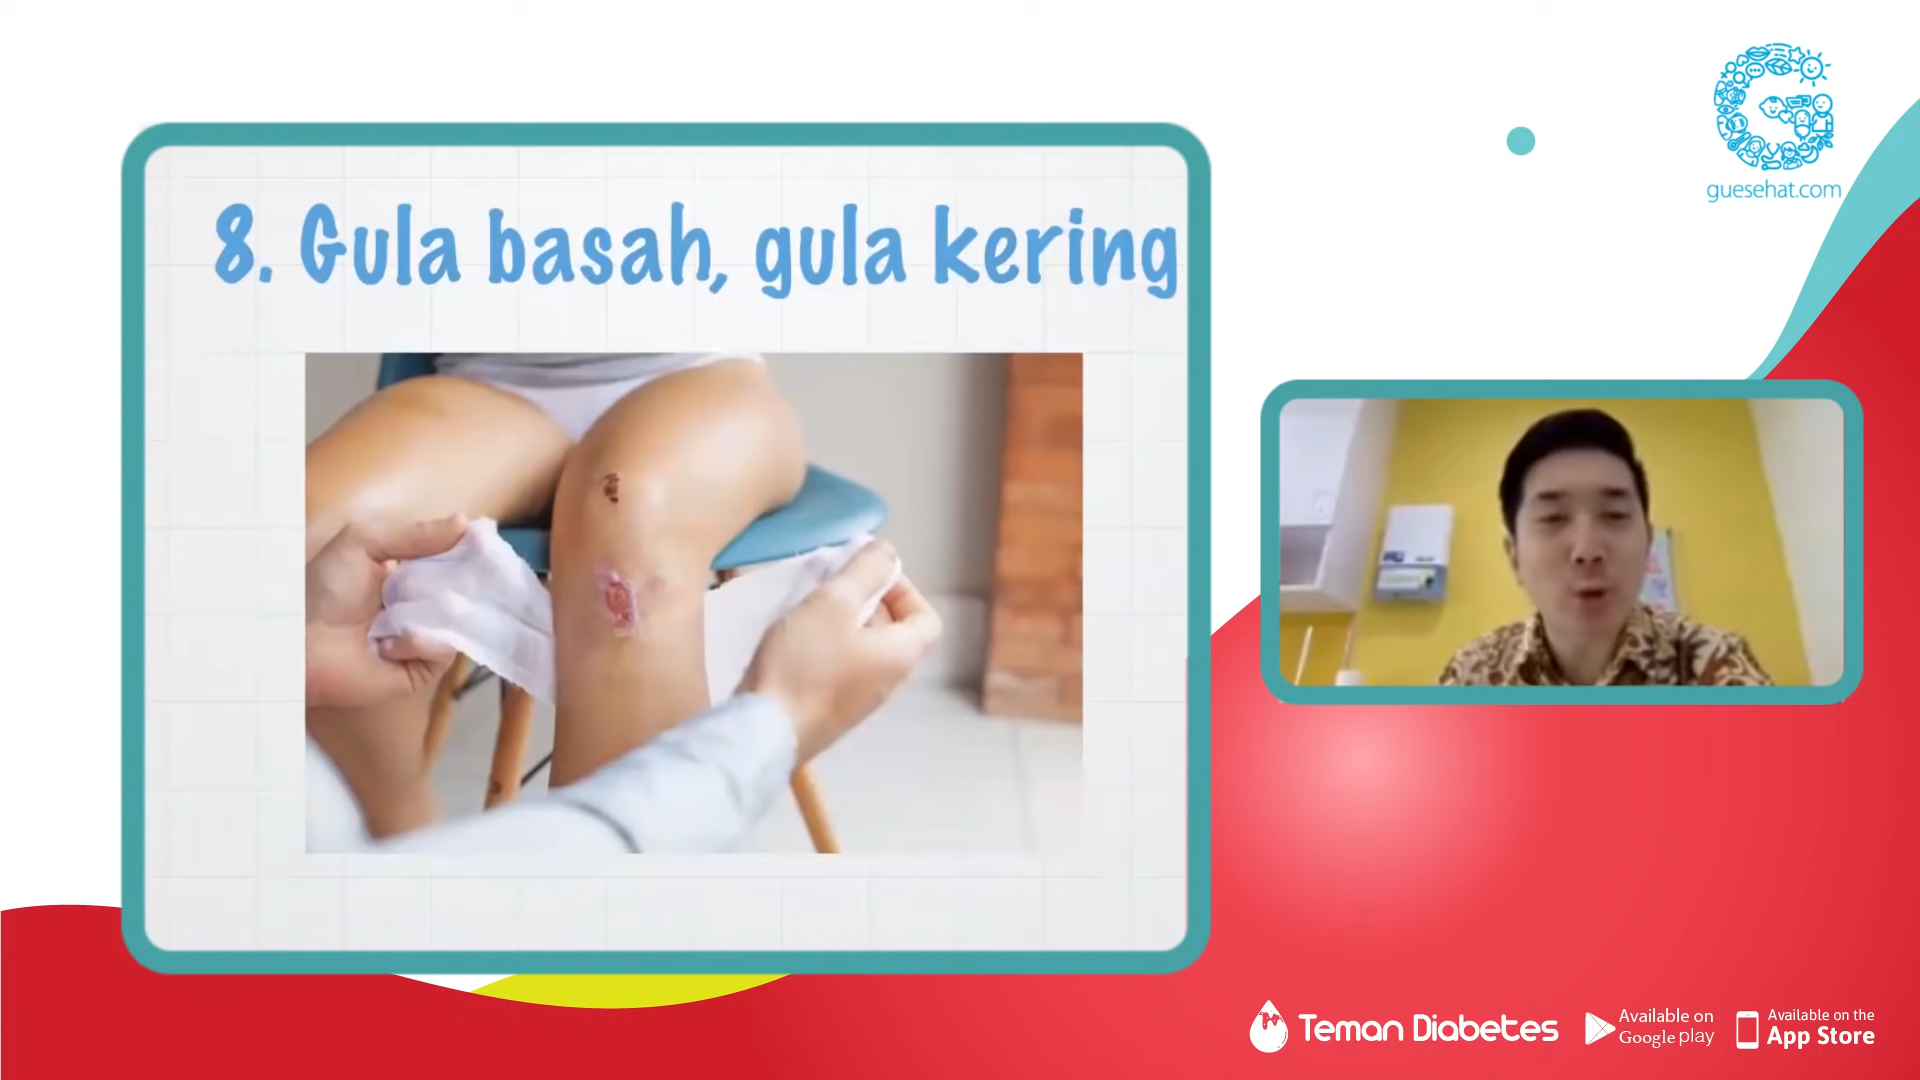 8. Gula basah, gula kering
guesehat.com
Teman Diabetes
Available on
Google play
Available on the
App Store